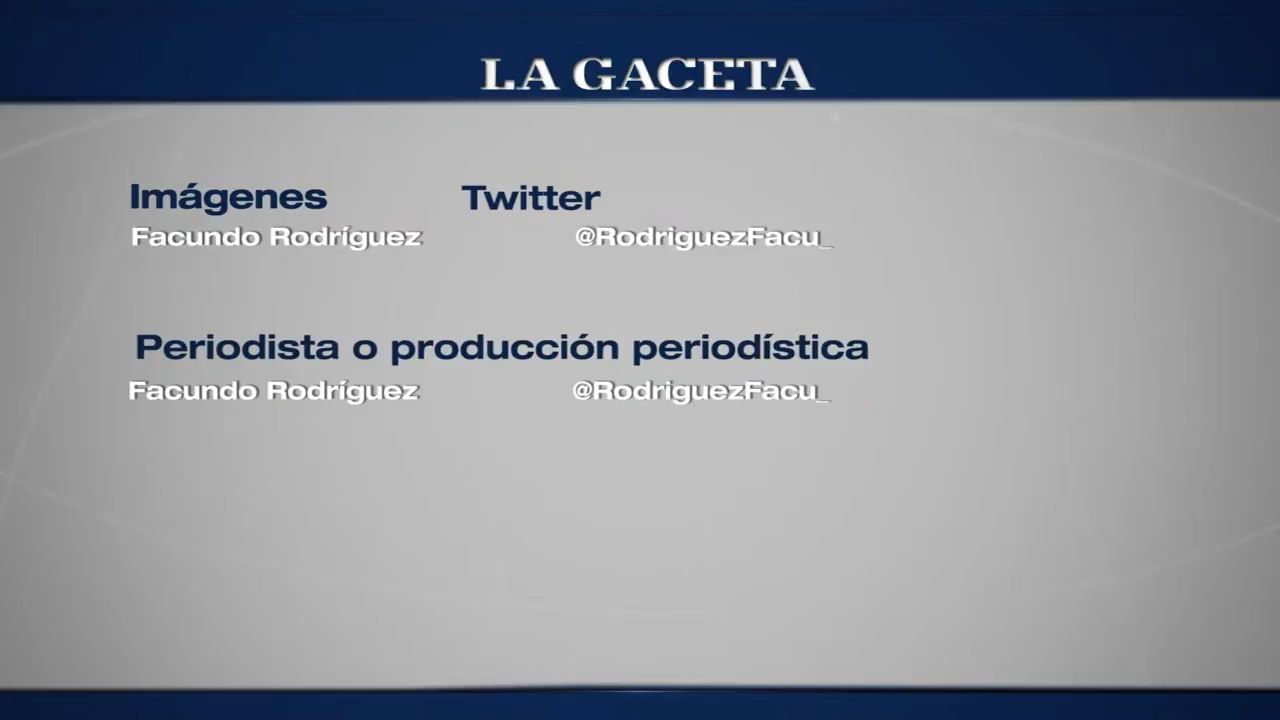 LA GACETA
Imágenes Twitter
Facundo Rodríguez @RodriguezFacu_
Periodista o producción periodística
Facundo Rodríguez @RodriguezFacu_